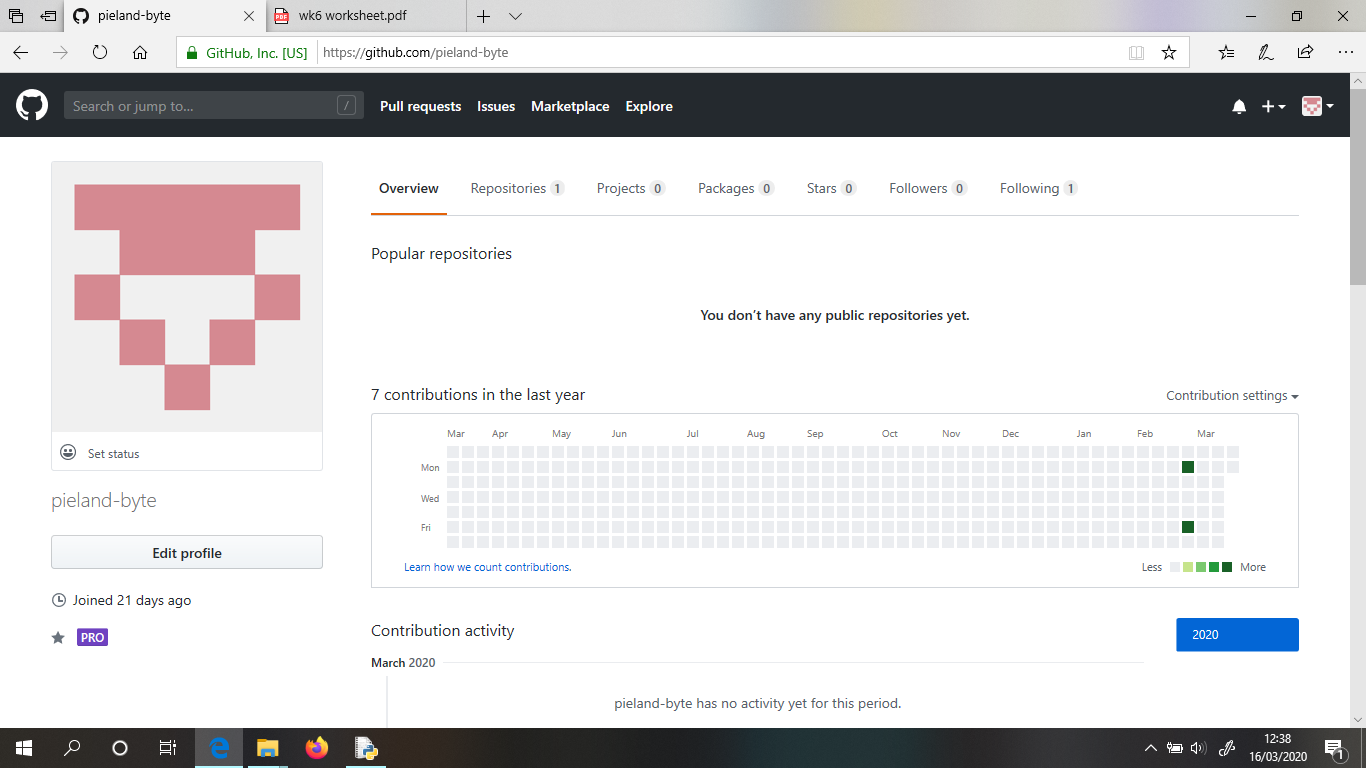 pieland-byte
wk6 worksheet.pdf
GitHub, Inc. [US] https://github.com/pieland-byte
Search or jump to... /
Pull requests Issues Marketplace Explore
Overview Repositories 1 Projects 0 Packages 0 Stars 0 Followers 0 Following 1
Popular repositories
You don't have any public repositories yet.
7 contributions in the last year
Contribution settings
Mar Apr May Jun Jul Aug Sep Oct Nov Dec Jan Feb Mar
Mon
Wed
Fri
Learn how we count contributions.
Less More
Set status
pieland-byte
Edit profile
Joined 21 days ago
PRO
Contribution activity
2020
March 2020
pieland-byte has no activity yet for this period.
12:38
16/03/2020
1